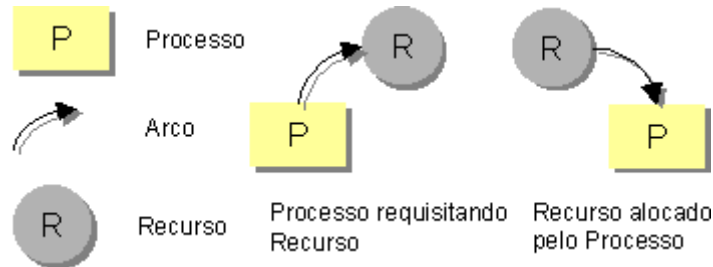 P
Processo
Arco
R
Recurso
R
P
Processo requisitando
Recurso
R
P
Recurso alocado
pelo Processo